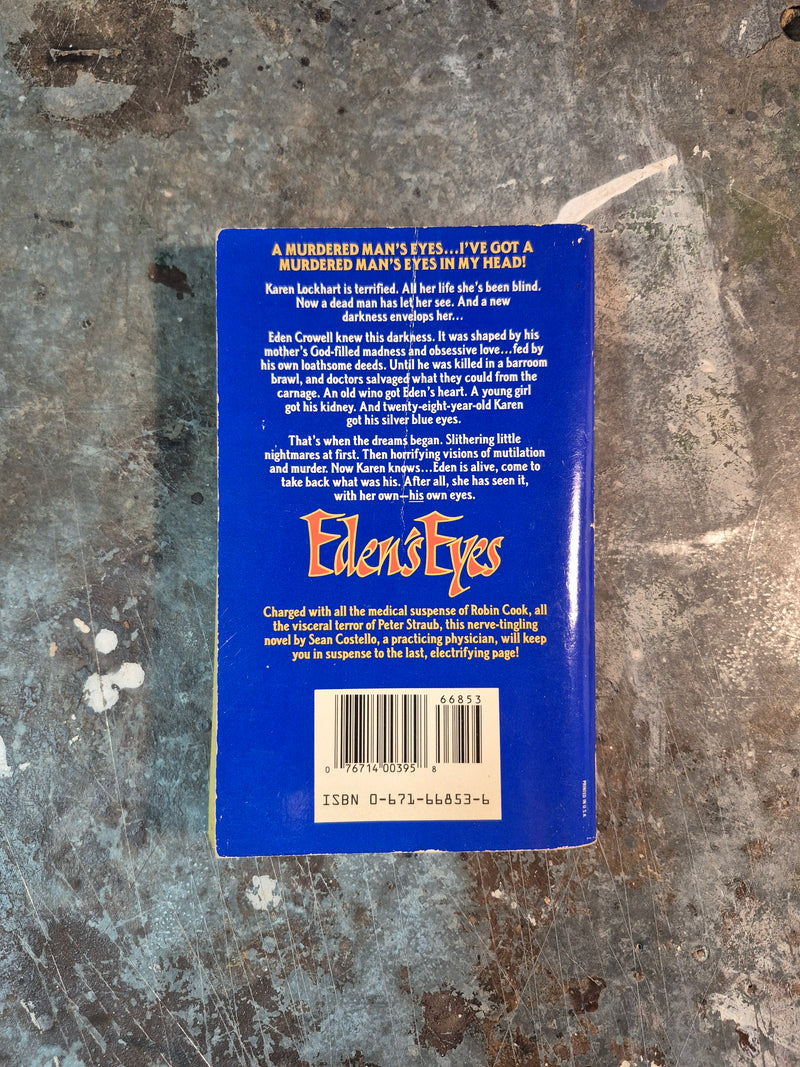 A MURDERED MAN'S EYES...I'VE GOT A
MURDERED MAN'S EYES IN MY HEAD!
Karen Lockhart is terrified. All her life she's been blind.
Now a dead man has let her see. And a new
darkness envelops her...
Eden Crowell knew this darkness. It was shaped by his
mother's God-filled madness and obsessive love...fed by
his own loathsome deeds. Until he was killed in a barroom
brawl, and doctors salvaged what they could from the
carnage. An old wino got Eden's heart. A young girl
got his kidney. And twenty-eight-year-old Karen
got his silver blue eyes.
That's when the dreams began. Slithering little
nightmares at first. Then horrifying visions of mutilation
and murder. Now Karen knows...Eden is alive, come to
take back what was his. After all, she has seen it,
with her own—his own eyes.
Eden's Eyes
Charged with all the medical suspense of Robin Cook, all
the visceral terror of Peter Straub, this nerve-tingling
novel by Sean Costello, a practicing physician, will keep
you in suspense to the last, electrifying page!
66853
0 76714 00395 8
ISBN 0-671-66853-6
PRINTED IN U.S.A.